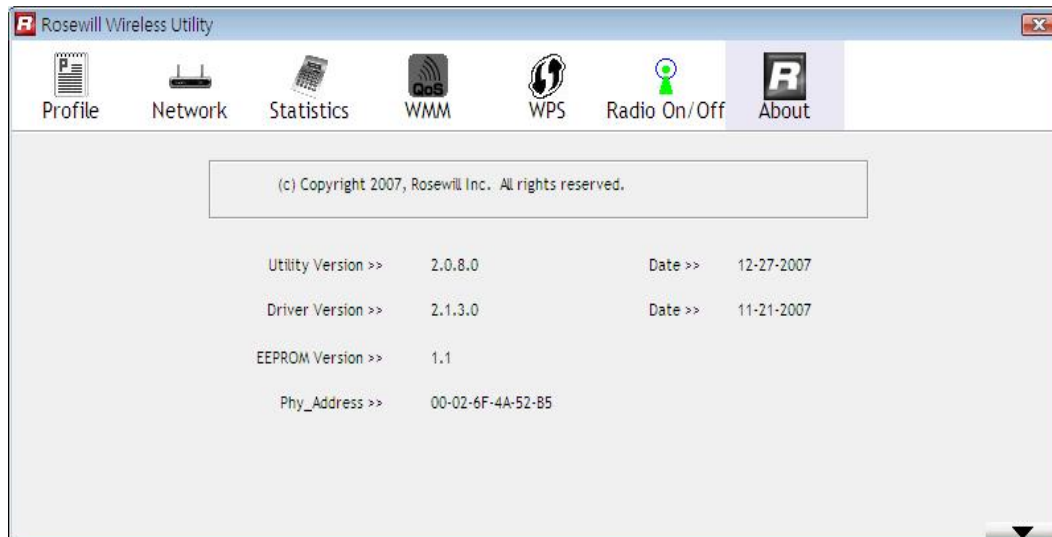 R Rosewill Wireless Utility
P
QoS
R
Profile Network Statistics WMM WPS Radio On/Off About
(c) Copyright 2007, Rosewill Inc. All rights reserved.
Utility Version >> 2.0.8.0 Date >> 12-27-2007
Driver Version >> 2.1.3.0 Date >> 11-21-2007
EEPROM Version >> 1.1
Phy_Address >> 00-02-6F-4A-52-B5